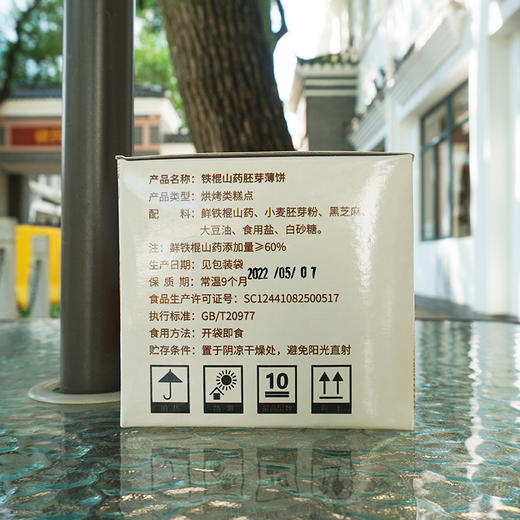 产品名称：铁棍山药胚芽薄饼
产品类型：烘烤类糕点
配　　料：鲜铁棍山药、小麦胚芽粉、黑芝麻、
大豆油、食用盐、白砂糖。
注：鲜铁棍山药添加量≥60%
生产日期：见包装袋
2022/05/07
保 质 期：常温9个月
食品生产许可证号：SC12441082500517
执行标准：GB/T20977
食用方法：开袋即食
贮存条件：置于阴凉干燥处，避免阳光直射
10